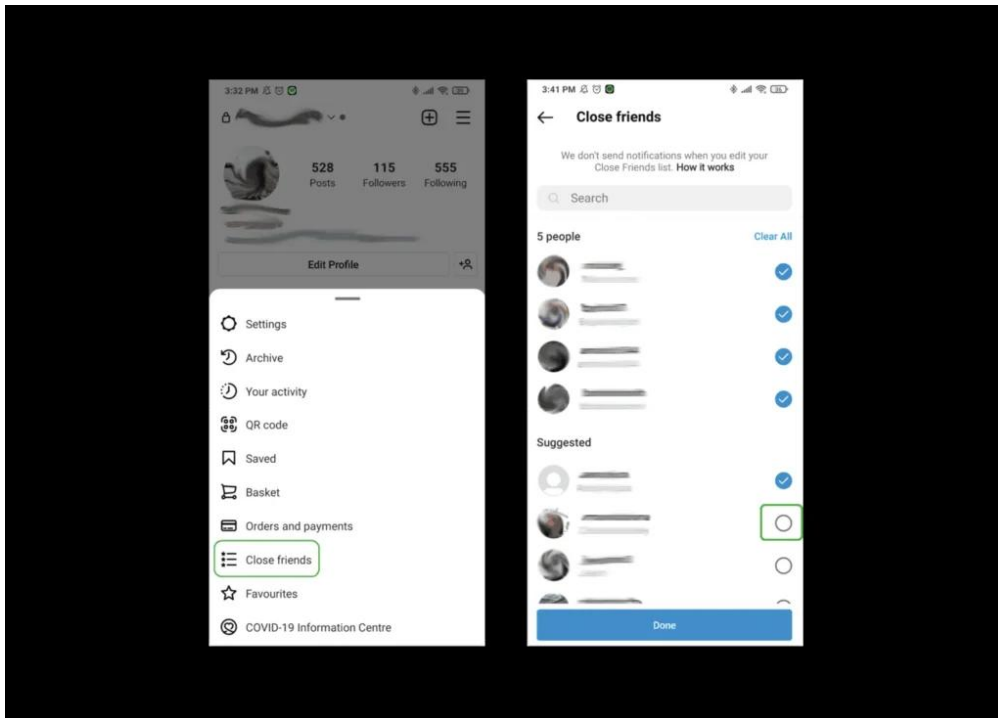 3:32 PM
528 115 555
Posts Followers Following
Edit Profile
Settings
Archive
Your activity
QR code
Saved
Basket
Orders and payments
Close friends
Favourites
COVID-19 Information Centre
3:41 PM
Close friends
We don't send notifications when you edit your
Close Friends list. How it works
Search
5 people Clear All
Suggested
Done